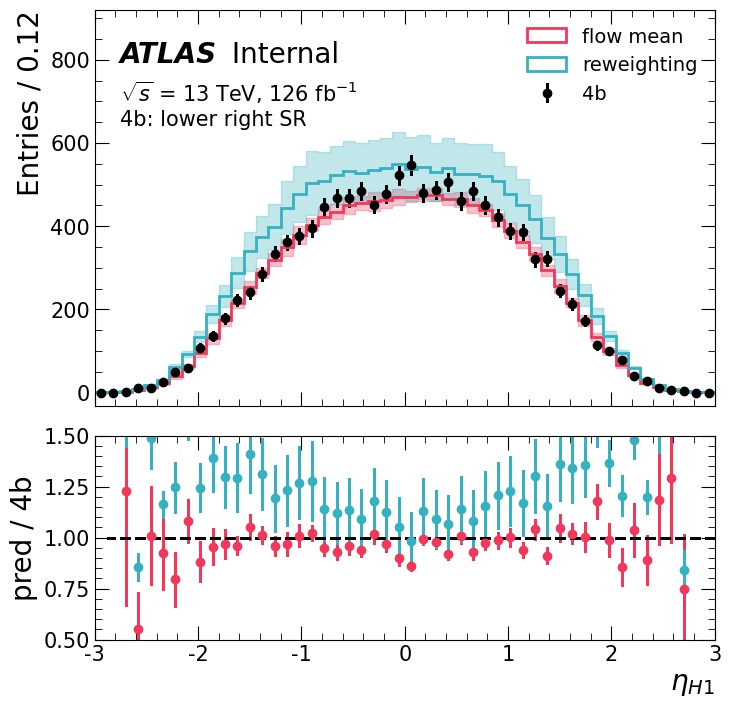 Entries / 0.12
800
600
400
200
0
ATLAS Internal
√s = 13 TeV, 126 fb⁻¹
4b: lower right SR
flow mean
reweighting
4b
pred / 4b
1.50
1.25
1.00
0.75
0.50
-3 -2 -1 0 1 2 3
η_{H1}